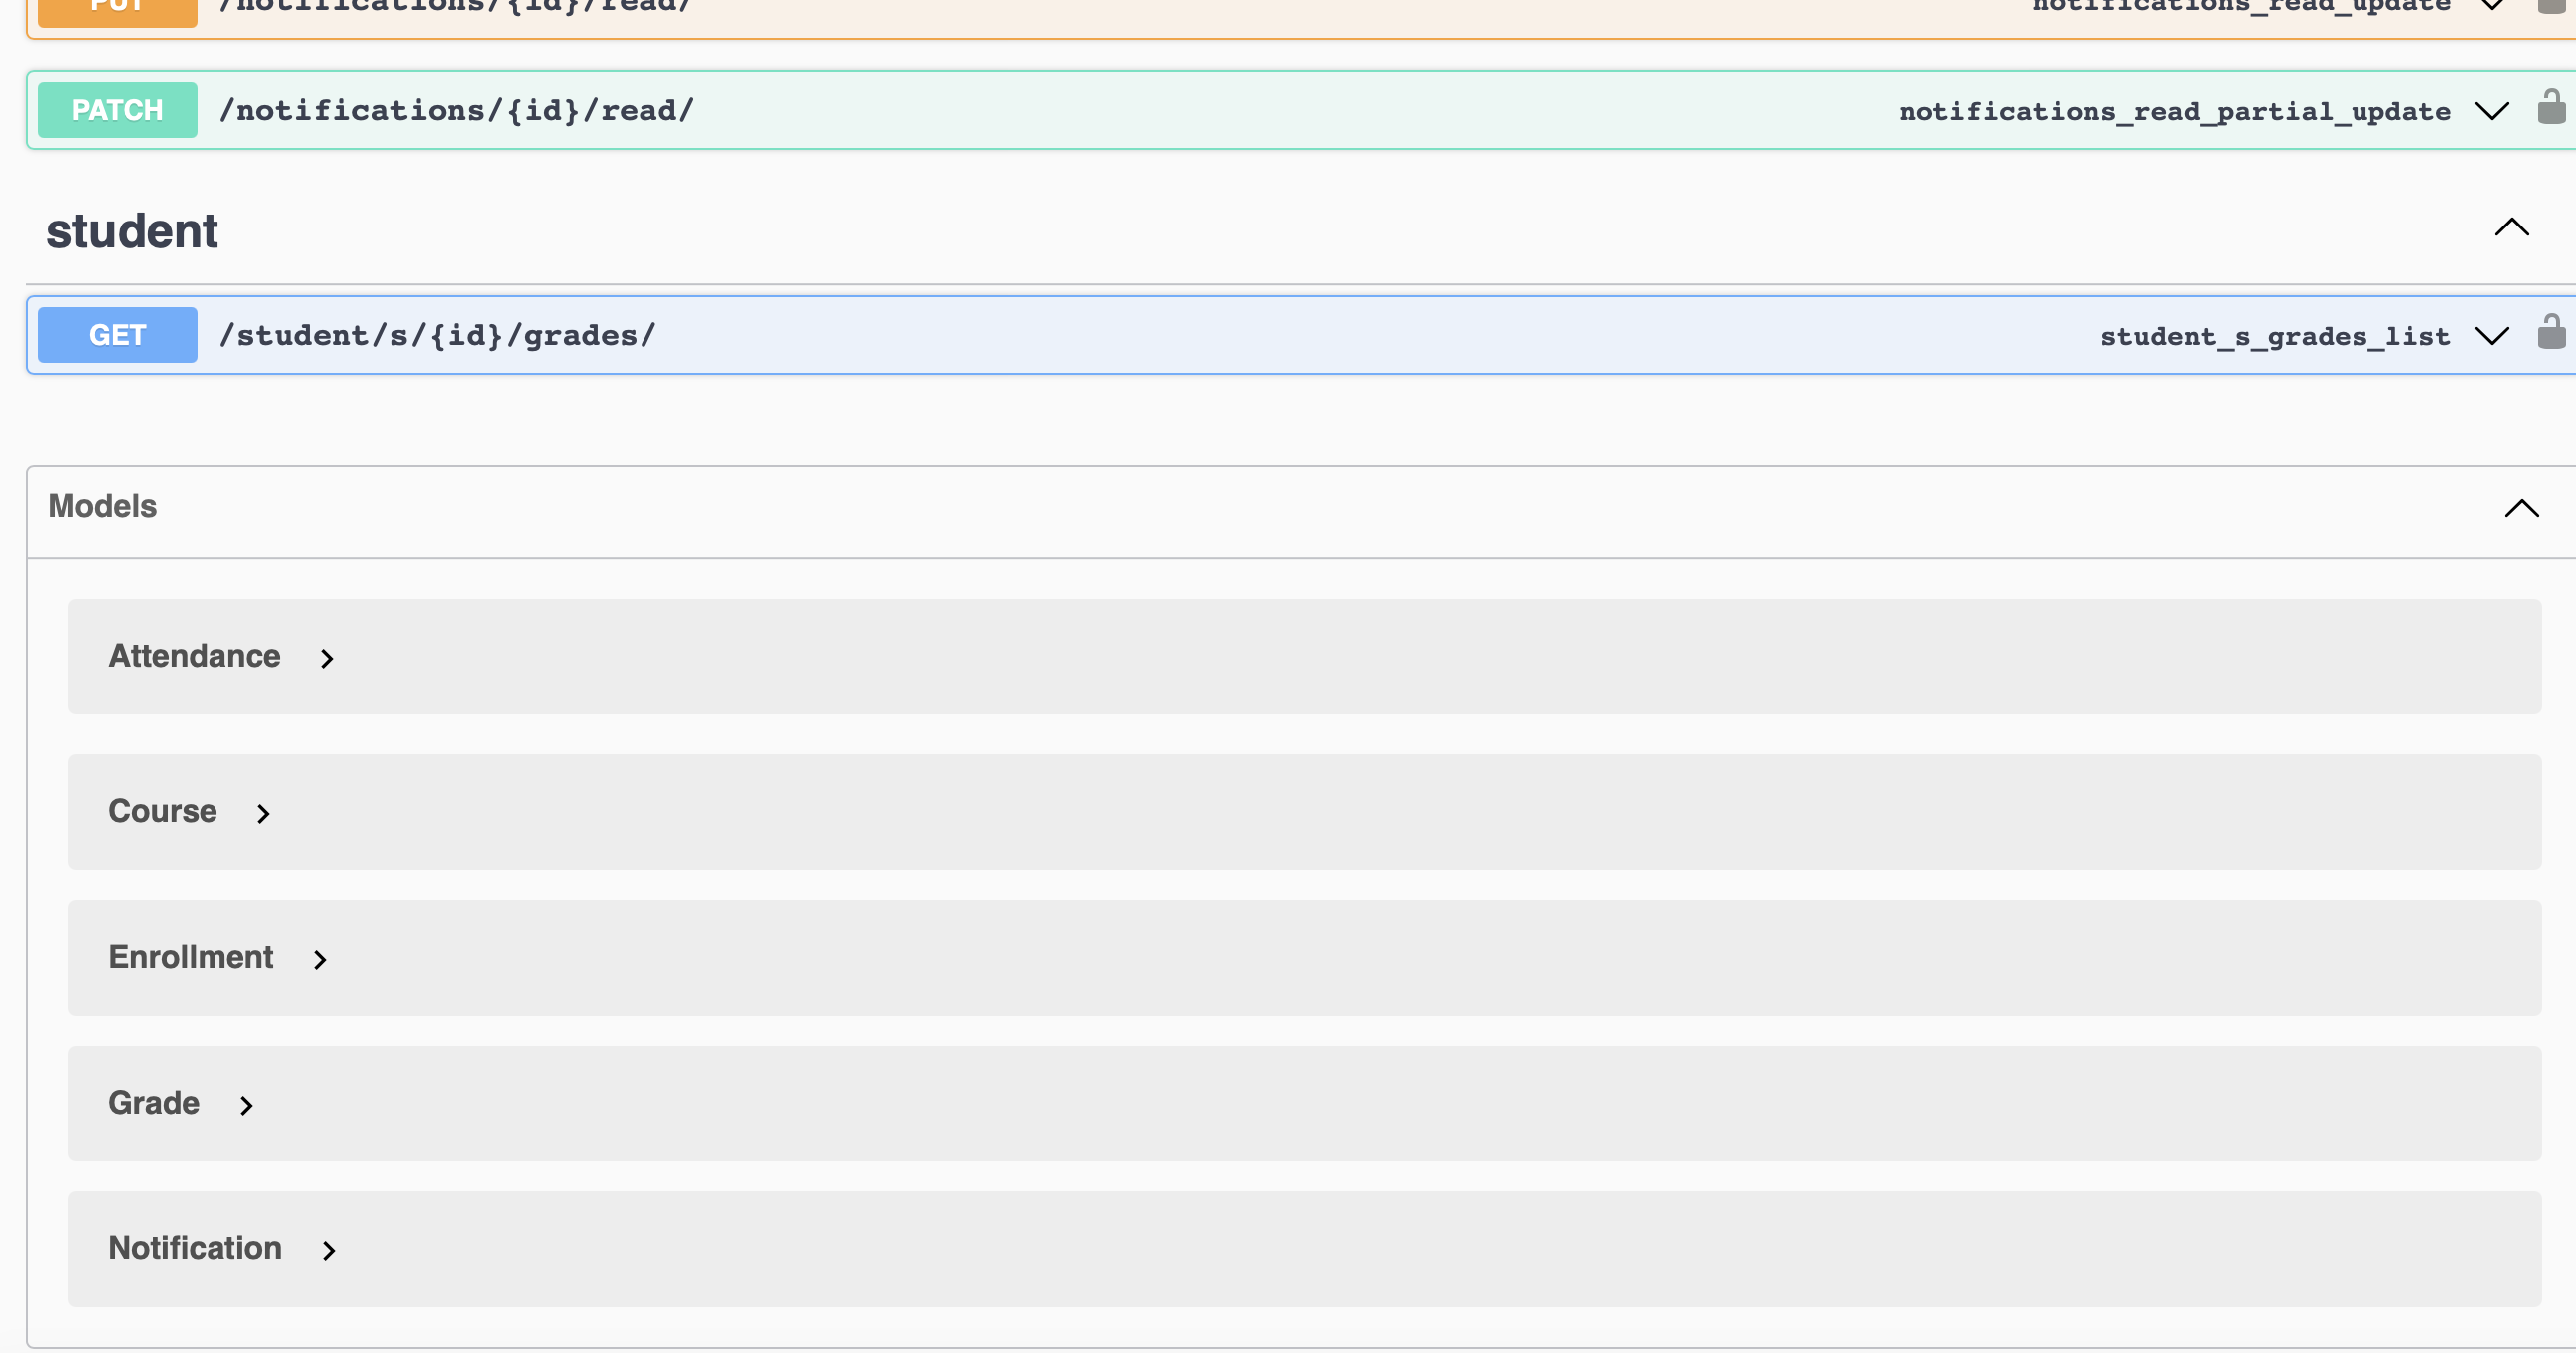 PUT /notifications/{id}/read/ notifications_read_update
PATCH /notifications/{id}/read/ notifications_read_partial_update
student
GET /student/s/{id}/grades/ student_s_grades_list
Models
Attendance
Course
Enrollment
Grade
Notification